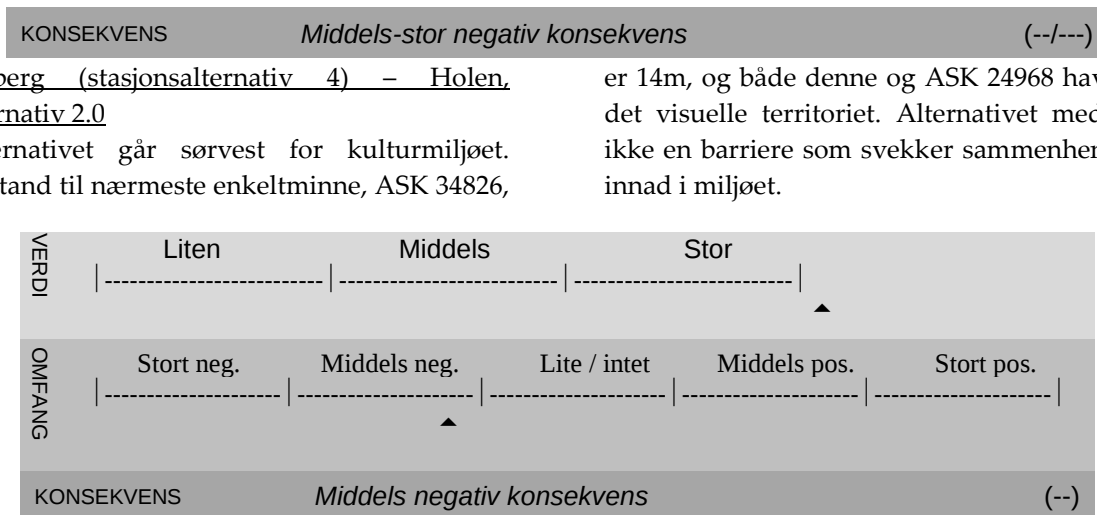 KONSEKVENS Middels-stor negativ konsekvens (--/---)
berg (stasjonsalternativ 4) – Holen,
rnativ 2.0
ernativet går sørvest for kulturmiljøet.
tand til nærmeste enkeltminne, ASK 34826,
er 14m, og både denne og ASK 24968 hav
det visuelle territoriet. Alternativet med
ikke en barriere som svekker sammenhen
innad i miljøet.
VERDI
Liten Middels Stor
|--------------------------|--------------------------|--------------------------|
OMFANG
Stort neg. Middels neg. Lite / intet Middels pos. Stort pos.
|---------------------|---------------------|---------------------|---------------------|---------------------|
KONSEKVENS Middels negativ konsekvens (--)